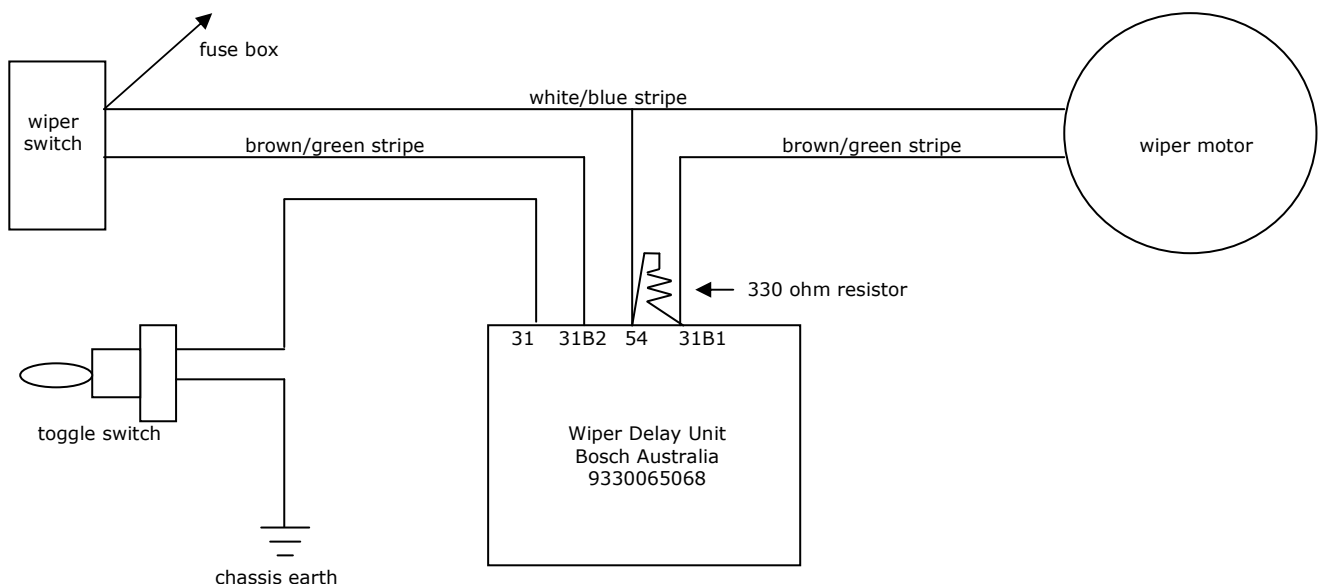 fuse box
white/blue stripe
wiper
switch
brown/green stripe
brown/green stripe
wiper motor
330 ohm resistor
31 31B2 54 31B1
toggle switch
Wiper Delay Unit
Bosch Australia
9330065068
chassis earth